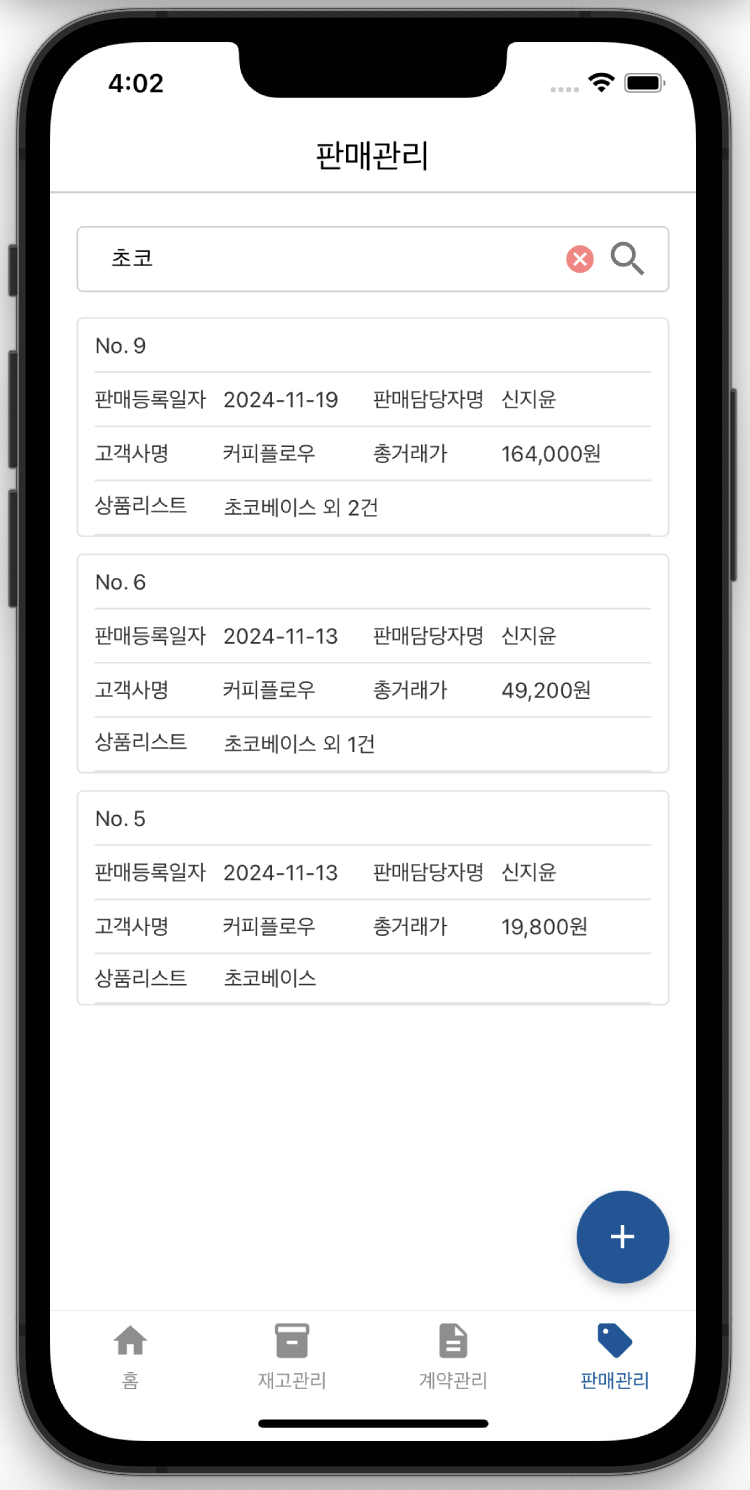 4:02
판매관리
초코
No. 9
판매등록일자 2024-11-19 판매담당자명 신지윤
고객사명 커피플로우 총거래가 164,000원
상품리스트 초코베이스 외 2건
No. 6
판매등록일자 2024-11-13 판매담당자명 신지윤
고객사명 커피플로우 총거래가 49,200원
상품리스트 초코베이스 외 1건
No. 5
판매등록일자 2024-11-13 판매담당자명 신지윤
고객사명 커피플로우 총거래가 19,800원
상품리스트 초코베이스
홈 재고관리 계약관리 판매관리